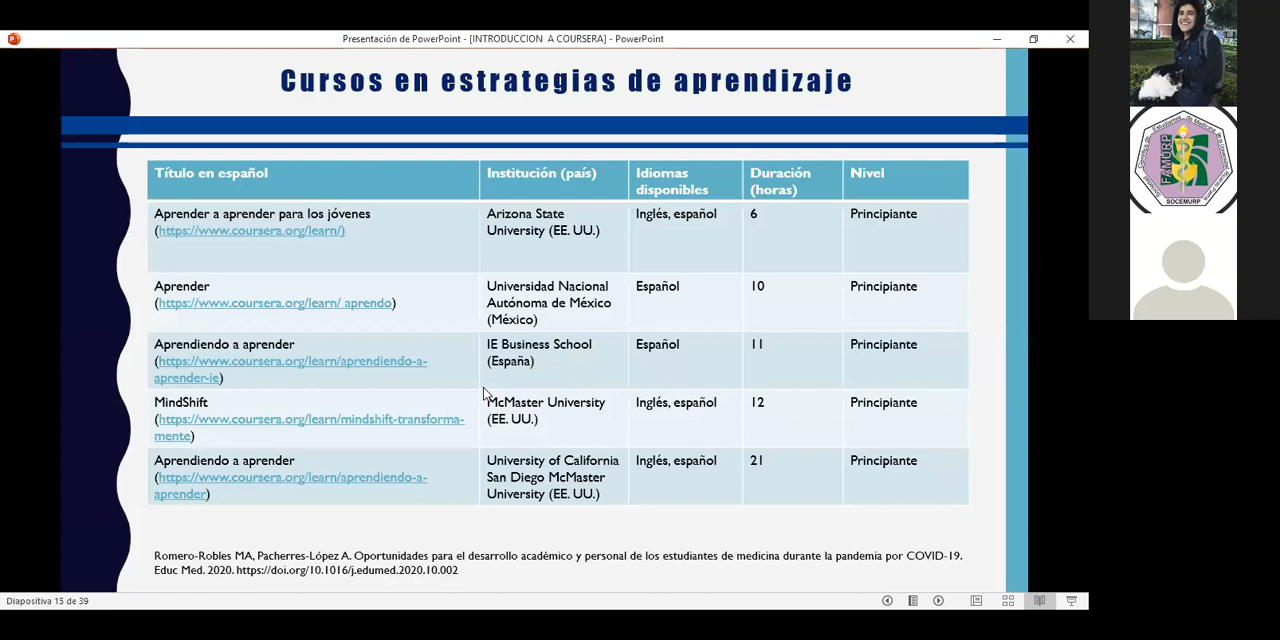 Presentación de PowerPoint - [INTRODUCCION A COURSERA] - PowerPoint
Cursos en estrategias de aprendizaje
Título en español
Institución (país)
Idiomas
disponibles
Duración
(horas)
Nivel
Aprender a aprender para los jóvenes
(https://www.coursera.org/learn/)
Arizona State
University (EE. UU.)
Inglés, español
6
Principiante
Aprender
(https://www.coursera.org/learn/ aprendo)
Universidad Nacional
Autónoma de México
(México)
Español
10
Principiante
Aprendiendo a aprender
(https://www.coursera.org/learn/aprendiendo-a-
aprender-ie)
IE Business School
(España)
Español
11
Principiante
MindShift
(https://www.coursera.org/learn/mindshift-transforma-
mente)
McMaster University
(EE. UU.)
Inglés, español
12
Principiante
Aprendiendo a aprender
(https://www.coursera.org/learn/aprendiendo-a-
aprender)
University of California
San Diego McMaster
University (EE. UU.)
Inglés, español
21
Principiante
Romero-Robles MA, Pacherres-López A. Oportunidades para el desarrollo académico y personal de los estudiantes de medicina durante la pandemia por COVID-19.
Educ Med. 2020. https://doi.org/10.1016/j.edumed.2020.10.002
Diapositiva 15 de 39
FAMURP
SOCEMURP